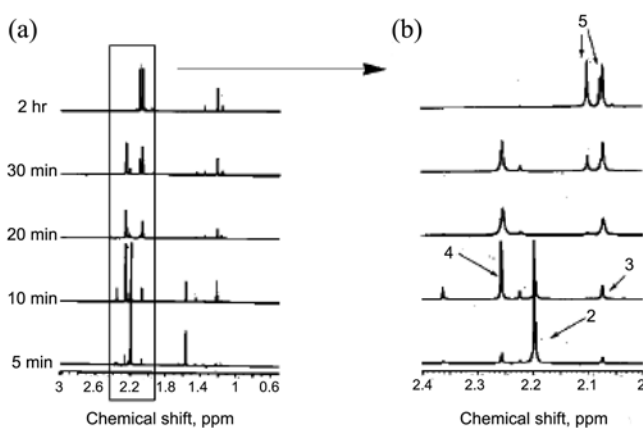 (a)
2 hr
30 min
20 min
10 min
5 min
3 2.6 2.2 1.8 1.4 1 0.6
Chemical shift, ppm
(b)
5
4
3
2
2.4 2.3 2.2 2.1 2
Chemical shift, ppm